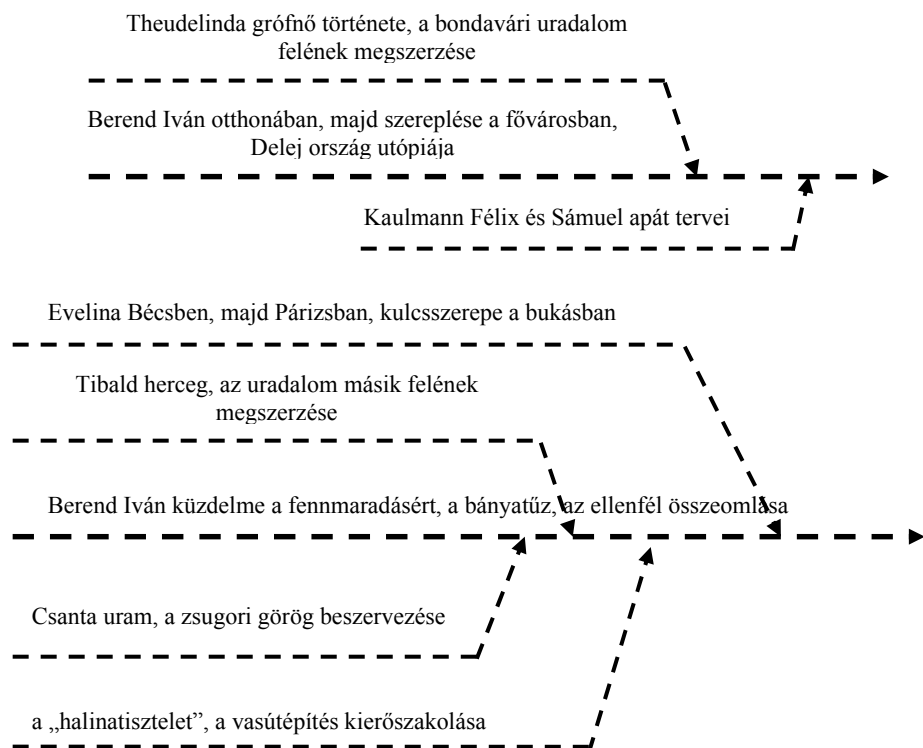 Theudelinda grófnő története, a bondavári uradalom
felének megszerzése
Berend Iván otthonában, majd szereplése a fővárosban,
Delej ország utópiája
Kaulmann Félix és Sámuel apát tervei
Evelina Bécsben, majd Párizsban, kulcsszerepe a bukásban
Tibald herceg, az uradalom másik felének
megszerzése
Berend Iván küzdelme a fennmaradásért, a bányatűz, az ellenfél összeomlása
Csanta uram, a zsugori görög beszervezése
a „halinatisztelet”, a vasútépítés kierőszakolása